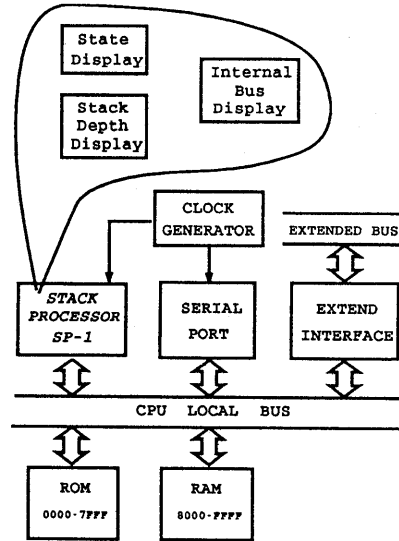 State
Display
Internal
Bus
Display
Stack
Depth
Display
CLOCK
GENERATOR
EXTENDED BUS
STACK
PROCESSOR
SP-1
SERIAL
PORT
EXTEND
INTERFACE
CPU LOCAL BUS
ROM
0000-7FFF
RAM
8000-FFFF